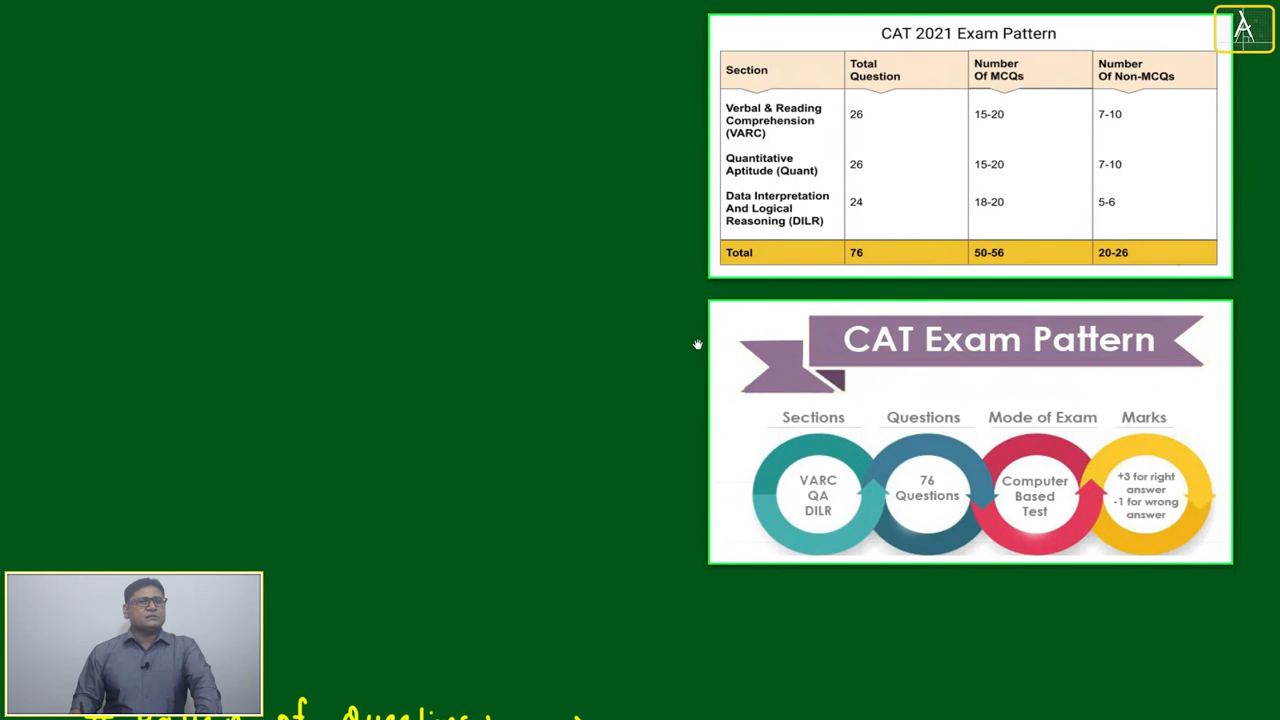 CAT 2021 Exam Pattern
Section Total Question Number Of MCQs Number Of Non-MCQs
Verbal & Reading Comprehension (VARC) 26 15-20 7-10
Quantitative Aptitude (Quant) 26 15-20 7-10
Data Interpretation And Logical Reasoning (DILR) 24 18-20 5-6
Total 76 50-56 20-26
CAT Exam Pattern
Sections Questions Mode of Exam Marks
VARC
QA
DILR
76
Questions
Computer
Based
Test
+3 for right
answer
-1 for wrong
answer
of